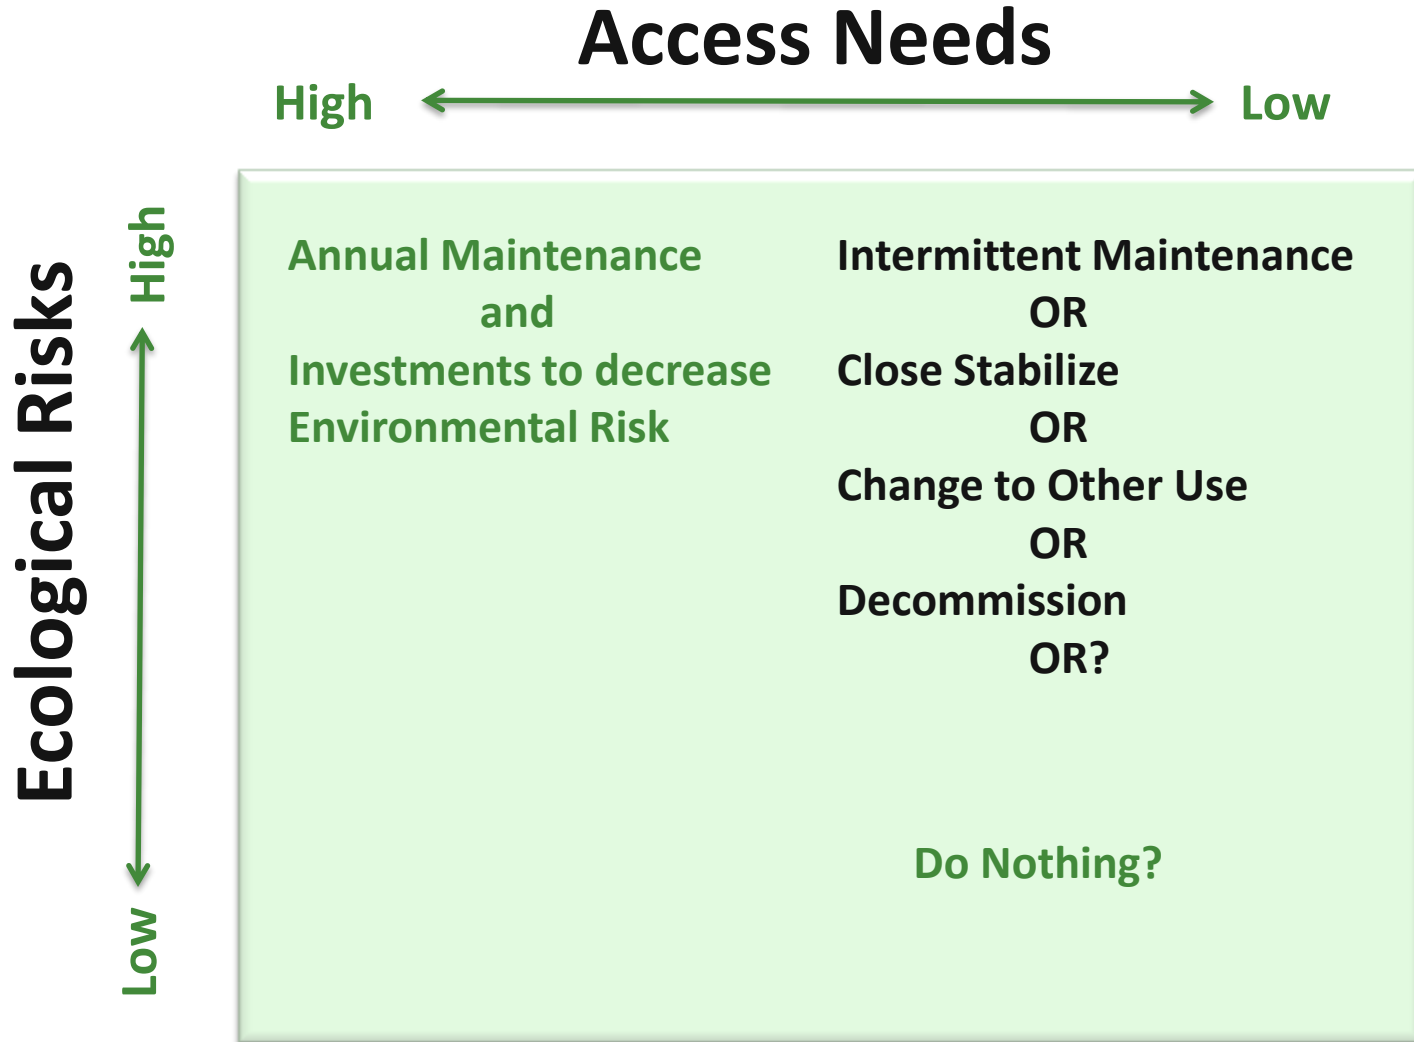 Access Needs
High
Low
Ecological Risks
High
Low
Annual Maintenance
and
Investments to decrease
Environmental Risk
Intermittent Maintenance
OR
Close Stabilize
OR
Change to Other Use
OR
Decommission
OR?
Do Nothing?